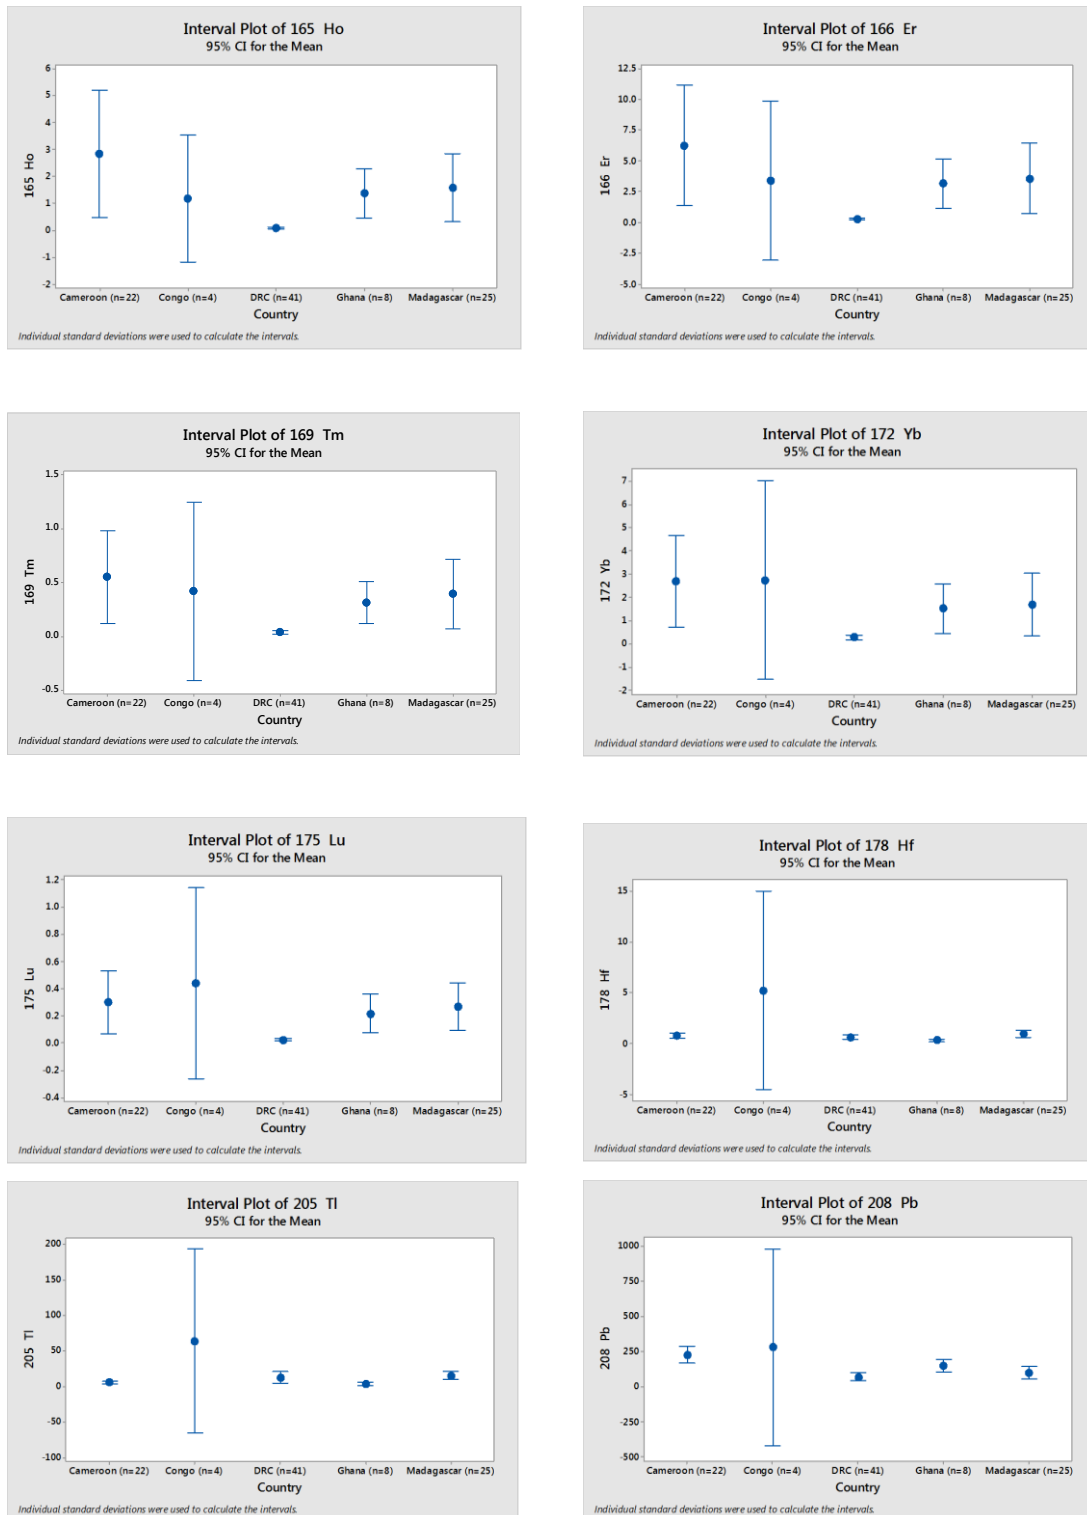 Interval Plot of 165 Ho
95% CI for the Mean
6
5
4
3
2
1
0
-1
-2
165 Ho
Cameroon (n=22) Congo (n=4) DRC (n=41) Ghana (n=8) Madagascar (n=25)
Country
Individual standard deviations were used to calculate the intervals.
Interval Plot of 166 Er
95% CI for the Mean
12.5
10.0
7.5
5.0
2.5
0.0
-2.5
-5.0
166 Er
Cameroon (n=22) Congo (n=4) DRC (n=41) Ghana (n=8) Madagascar (n=25)
Country
Individual standard deviations were used to calculate the intervals.
Interval Plot of 169 Tm
95% CI for the Mean
1.5
1.0
0.5
0.0
-0.5
169 Tm
Cameroon (n=22) Congo (n=4) DRC (n=41) Ghana (n=8) Madagascar (n=25)
Country
Individual standard deviations were used to calculate the intervals.
Interval Plot of 172 Yb
95% CI for the Mean
7
6
5
4
3
2
1
0
-1
-2
172 Yb
Cameroon (n=22) Congo (n=4) DRC (n=41) Ghana (n=8) Madagascar (n=25)
Country
Individual standard deviations were used to calculate the intervals.
Interval Plot of 175 Lu
95% CI for the Mean
1.2
1.0
0.8
0.6
0.4
0.2
0.0
-0.2
-0.4
175 Lu
Cameroon (n=22) Congo (n=4) DRC (n=41) Ghana (n=8) Madagascar (n=25)
Country
Individual standard deviations were used to calculate the intervals.
Interval Plot of 178 Hf
95% CI for the Mean
15
10
5
0
-5
178 Hf
Cameroon (n=22) Congo (n=4) DRC (n=41) Ghana (n=8) Madagascar (n=25)
Country
Individual standard deviations were used to calculate the intervals.
Interval Plot of 205 Tl
95% CI for the Mean
200
150
100
50
0
-50
-100
205 Tl
Cameroon (n=22) Congo (n=4) DRC (n=41) Ghana (n=8) Madagascar (n=25)
Country
Individual standard deviations were used to calculate the intervals.
Interval Plot of 208 Pb
95% CI for the Mean
1000
750
500
250
0
-250
-500
208 Pb
Cameroon (n=22) Congo (n=4) DRC (n=41) Ghana (n=8) Madagascar (n=25)
Country
Individual standard deviations were used to calculate the intervals.